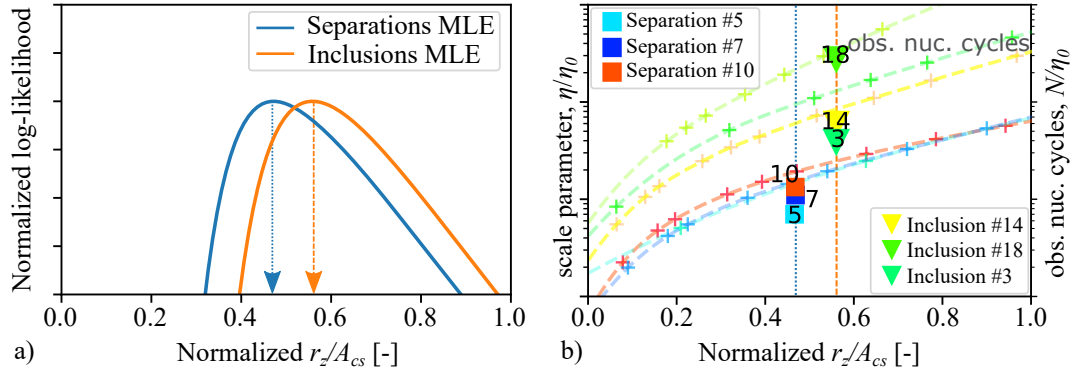 Normalized log-likelihood
Separations MLE
Inclusions MLE
0.0 0.2 0.4 0.6 0.8 1.0
Normalized r_z/A_cs [-]
a)
scale parameter, η/η_0
Separation #5
Separation #7
Separation #10
18
obs. nuc. cycles
14
3
10
7
5
Inclusion #14
Inclusion #18
Inclusion #3
obs. nuc. cycles, N/η_0
0.0 0.2 0.4 0.6 0.8 1.0
Normalized r_z/A_cs [-]
b)